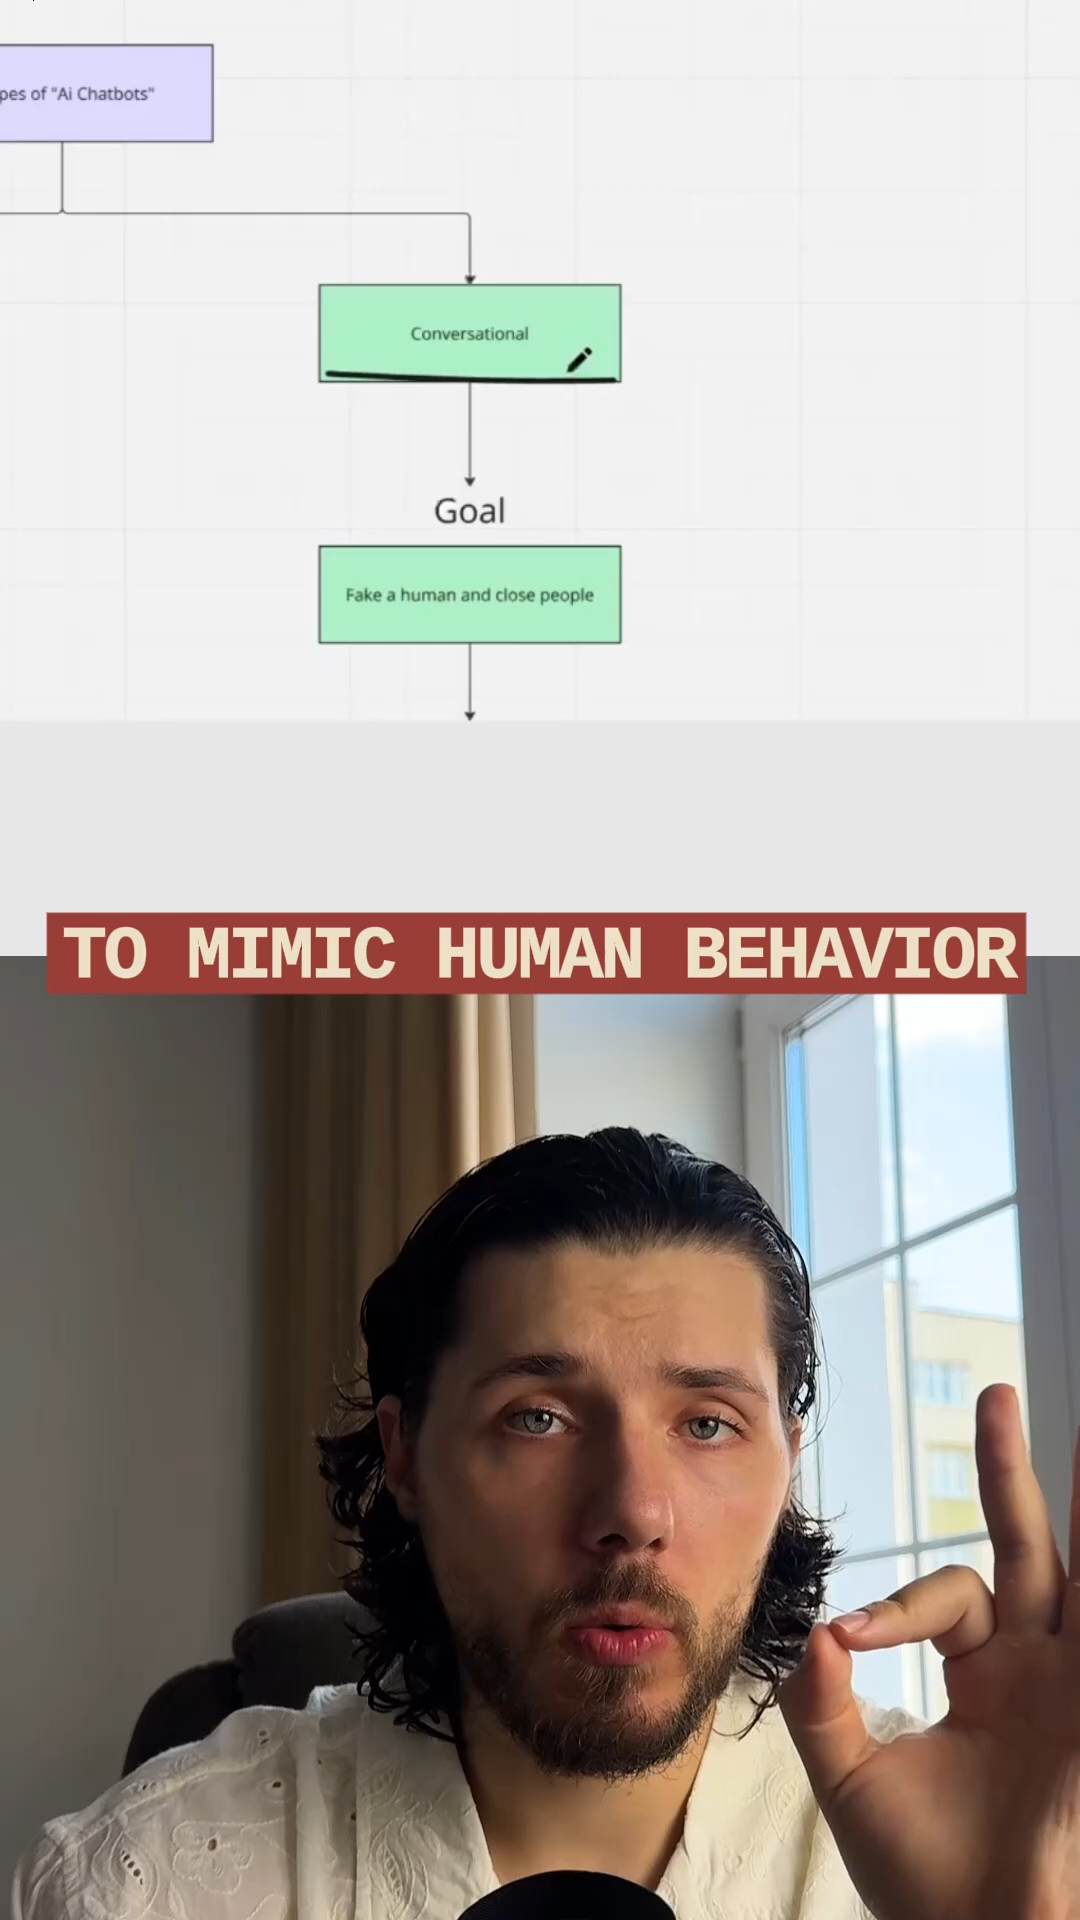 pes of "Ai Chatbots"
Conversational
Goal
Fake a human and close people
TO MIMIC HUMAN BEHAVIOR